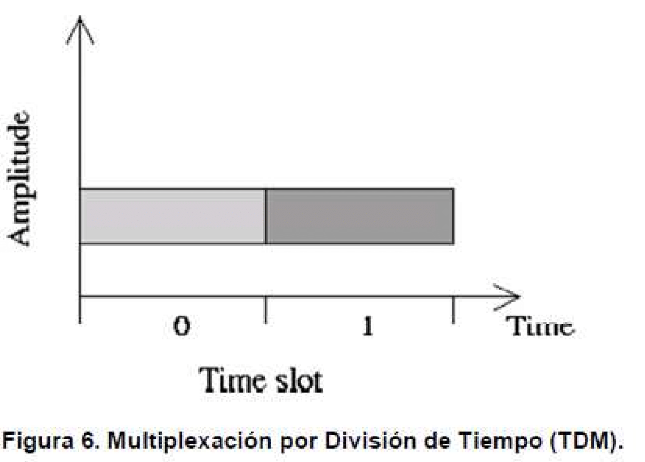 Amplitude
0 1 Time
Time slot
Figura 6. Multiplexación por División de Tiempo (TDM).